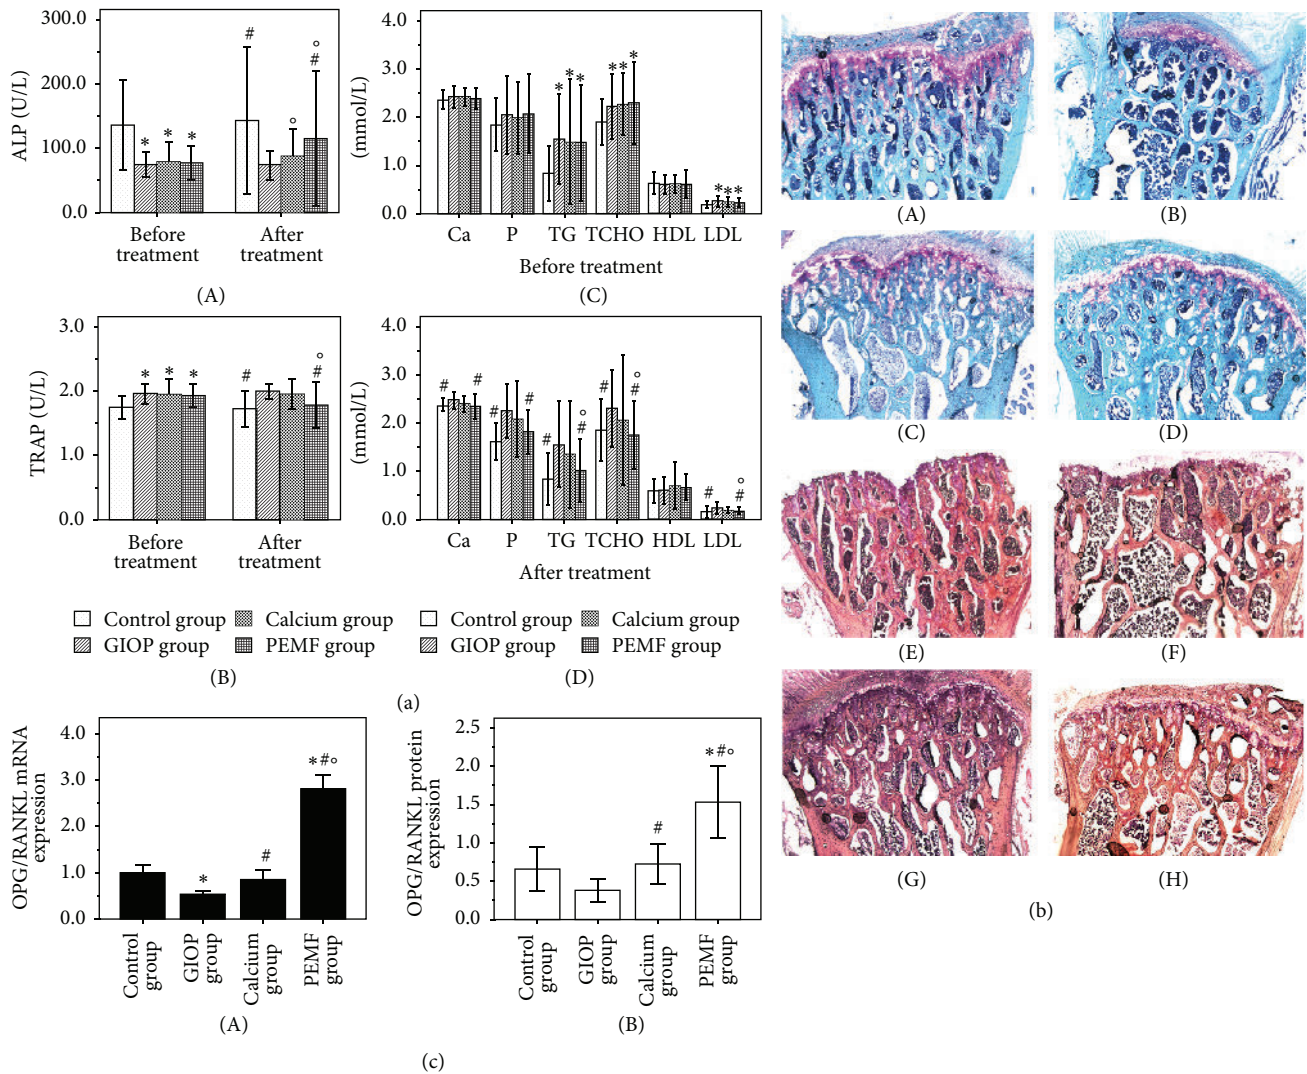 300.0
200.0
100.0
0.0
ALP (U/L)
* * *
#
°
°
#
Before treatment
After treatment
(A)
4.0
3.0
2.0
1.0
0.0
(mmol/L)
* * *
** *
* **
Ca P TG TCHO HDL LDL
Before treatment
(C)
3.0
2.0
1.0
0.0
TRAP (U/L)
* * *
#
°
#
Before treatment
After treatment
4.0
3.0
2.0
1.0
0.0
(mmol/L)
# #
# #
# ° #
# ° #
# ° #
Ca P TG TCHO HDL LDL
After treatment
Control group Calcium group
GIOP group PEMF group
(B)
Control group Calcium group
GIOP group PEMF group
(D)
(a)
(A) (B)
(C) (D)
(E) (F)
(G) (H)
(b)
4.0
3.0
2.0
1.0
0.0
OPG/RANKL mRNA
expression
*
#
*#°
Control
group
GIOP
group
Calcium
group
PEMF
group
(A)
2.5
2.0
1.5
1.0
0.5
0.0
OPG/RANKL protein
expression
#
*#°
Control
group
GIOP
group
Calcium
group
PEMF
group
(B)
(c)